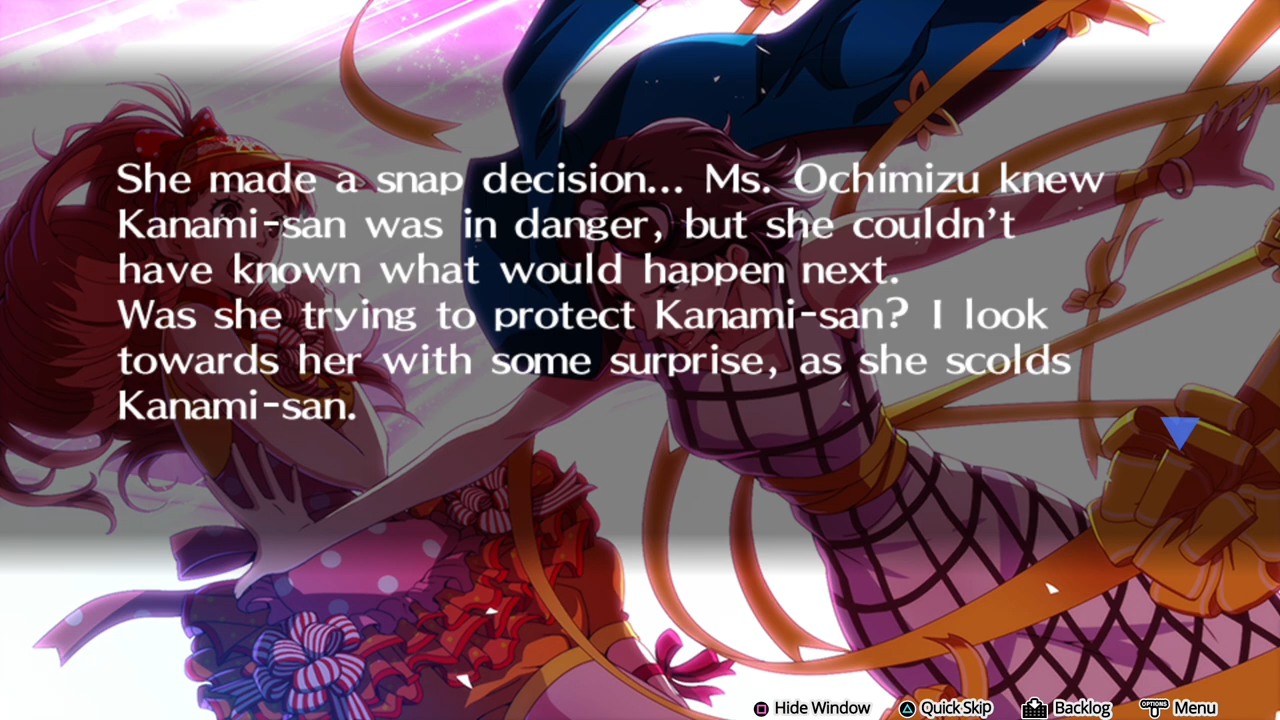 She made a snap decision... Ms. Ochimizu knew
Kanami-san was in danger, but she couldn't
have known what would happen next.
Was she trying to protect Kanami-san? I look
towards her with some surprise, as she scolds
Kanami-san.
Hide Window Quick Skip Backlog OPTIONS Menu